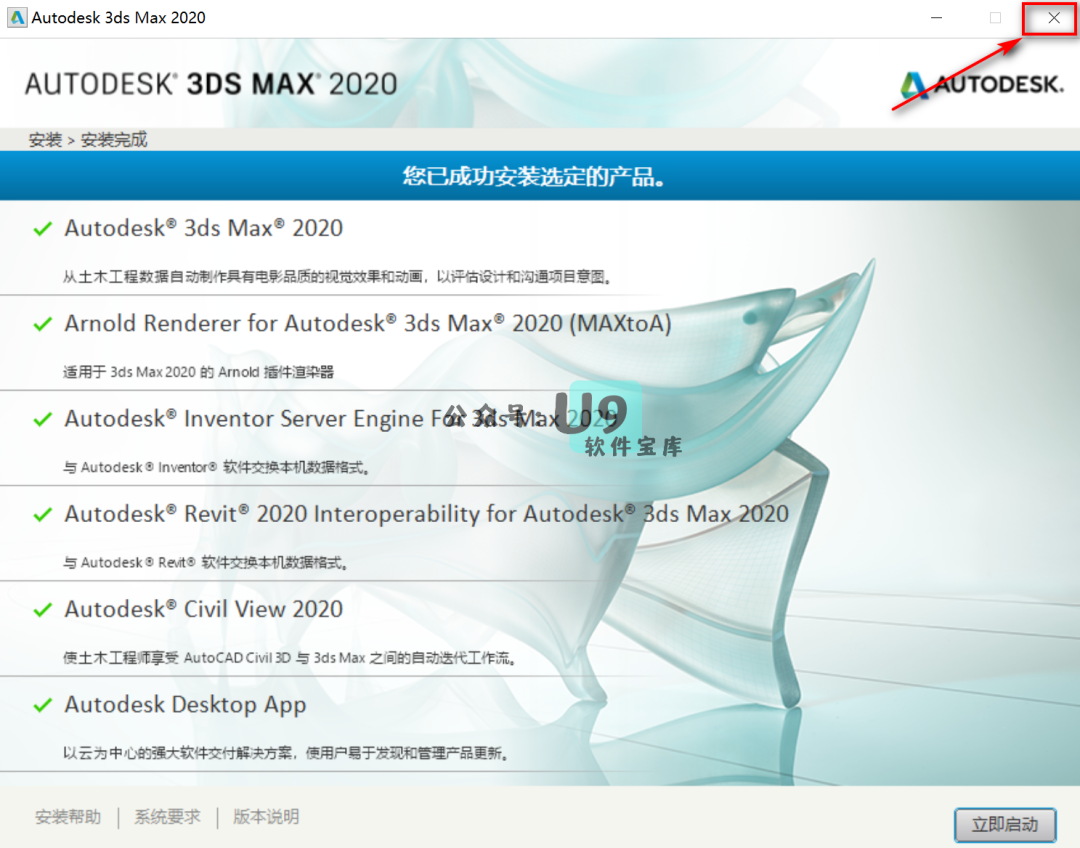 Autodesk 3ds Max 2020
AUTODESK® 3DS MAX® 2020
AUTODESK.
安装 > 安装完成
您已成功安装选定的产品。
Autodesk® 3ds Max® 2020
从土木工程数据自动制作具有电影品质的视觉效果和动画，以评估设计和沟通项目意图。
Arnold Renderer for Autodesk® 3ds Max® 2020 (MAXtoA)
适用于 3ds Max 2020 的 Arnold 插件渲染器
Autodesk® Inventor Server Engine For 3ds Max 2020
公众号：U9
软件宝库
与 Autodesk® Inventor® 软件交换本机数据格式。
Autodesk® Revit® 2020 Interoperability for Autodesk® 3ds Max 2020
与 Autodesk® Revit® 软件交换本机数据格式。
Autodesk® Civil View 2020
使土木工程师享受 AutoCAD Civil 3D 与 3ds Max 之间的自动迭代工作流。
Autodesk Desktop App
以云为中心的强大软件交付解决方案，使用户易于发现和管理产品更新。
安装帮助 | 系统要求 | 版本说明
立即启动